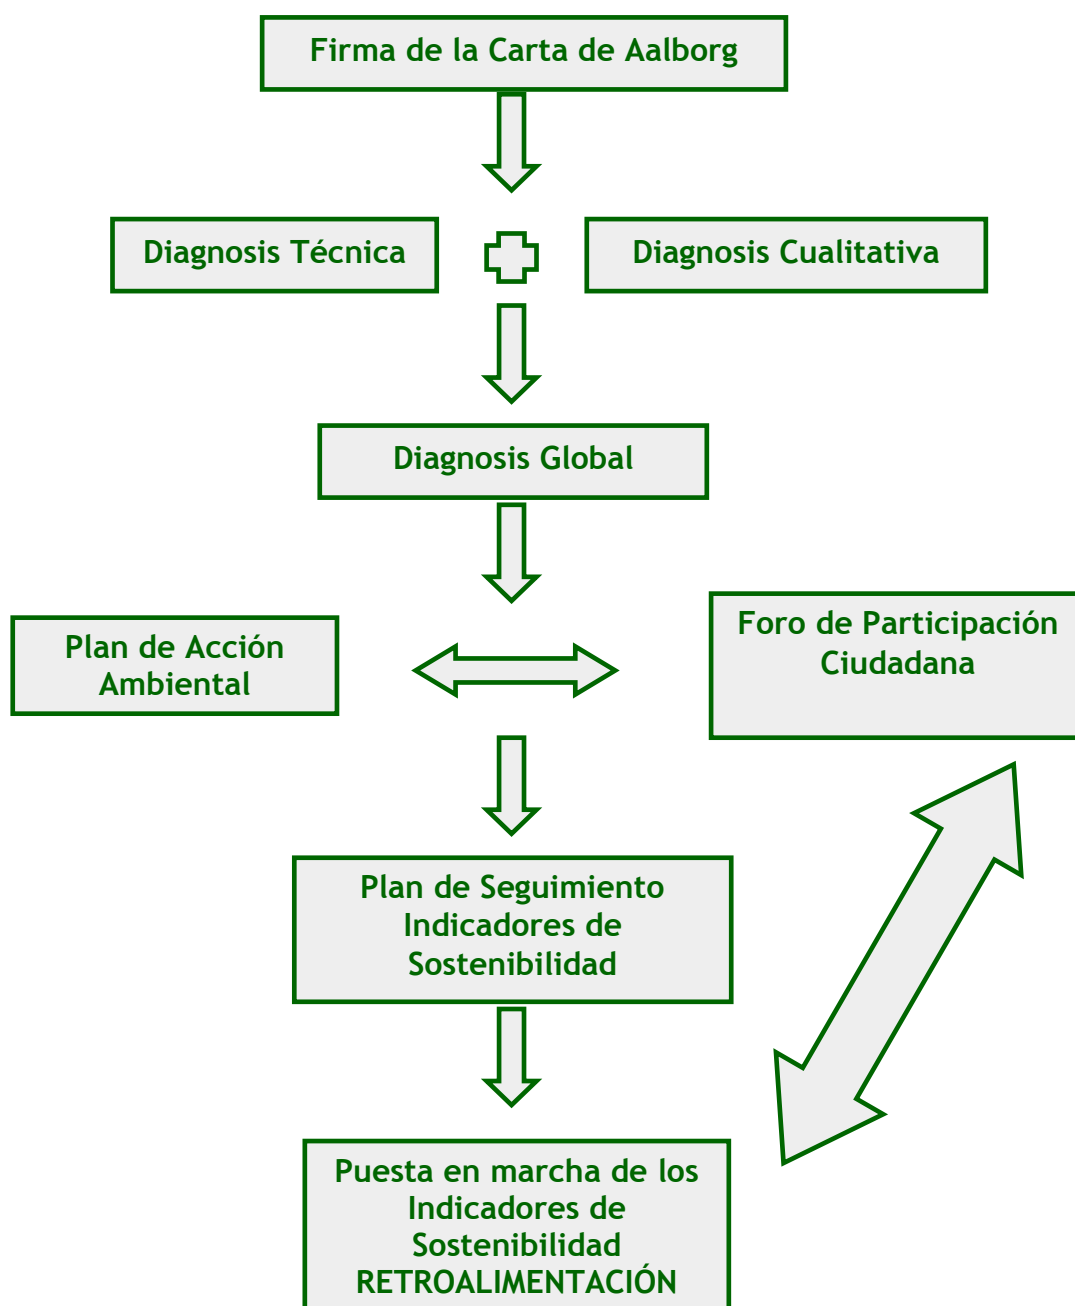 Firma de la Carta de Aalborg
Diagnosis Técnica
Diagnosis Cualitativa
Diagnosis Global
Plan de Acción
Ambiental
Foro de Participación
Ciudadana
Plan de Seguimiento
Indicadores de
Sostenibilidad
Puesta en marcha de los
Indicadores de
Sostenibilidad
RETROALIMENTACIÓN